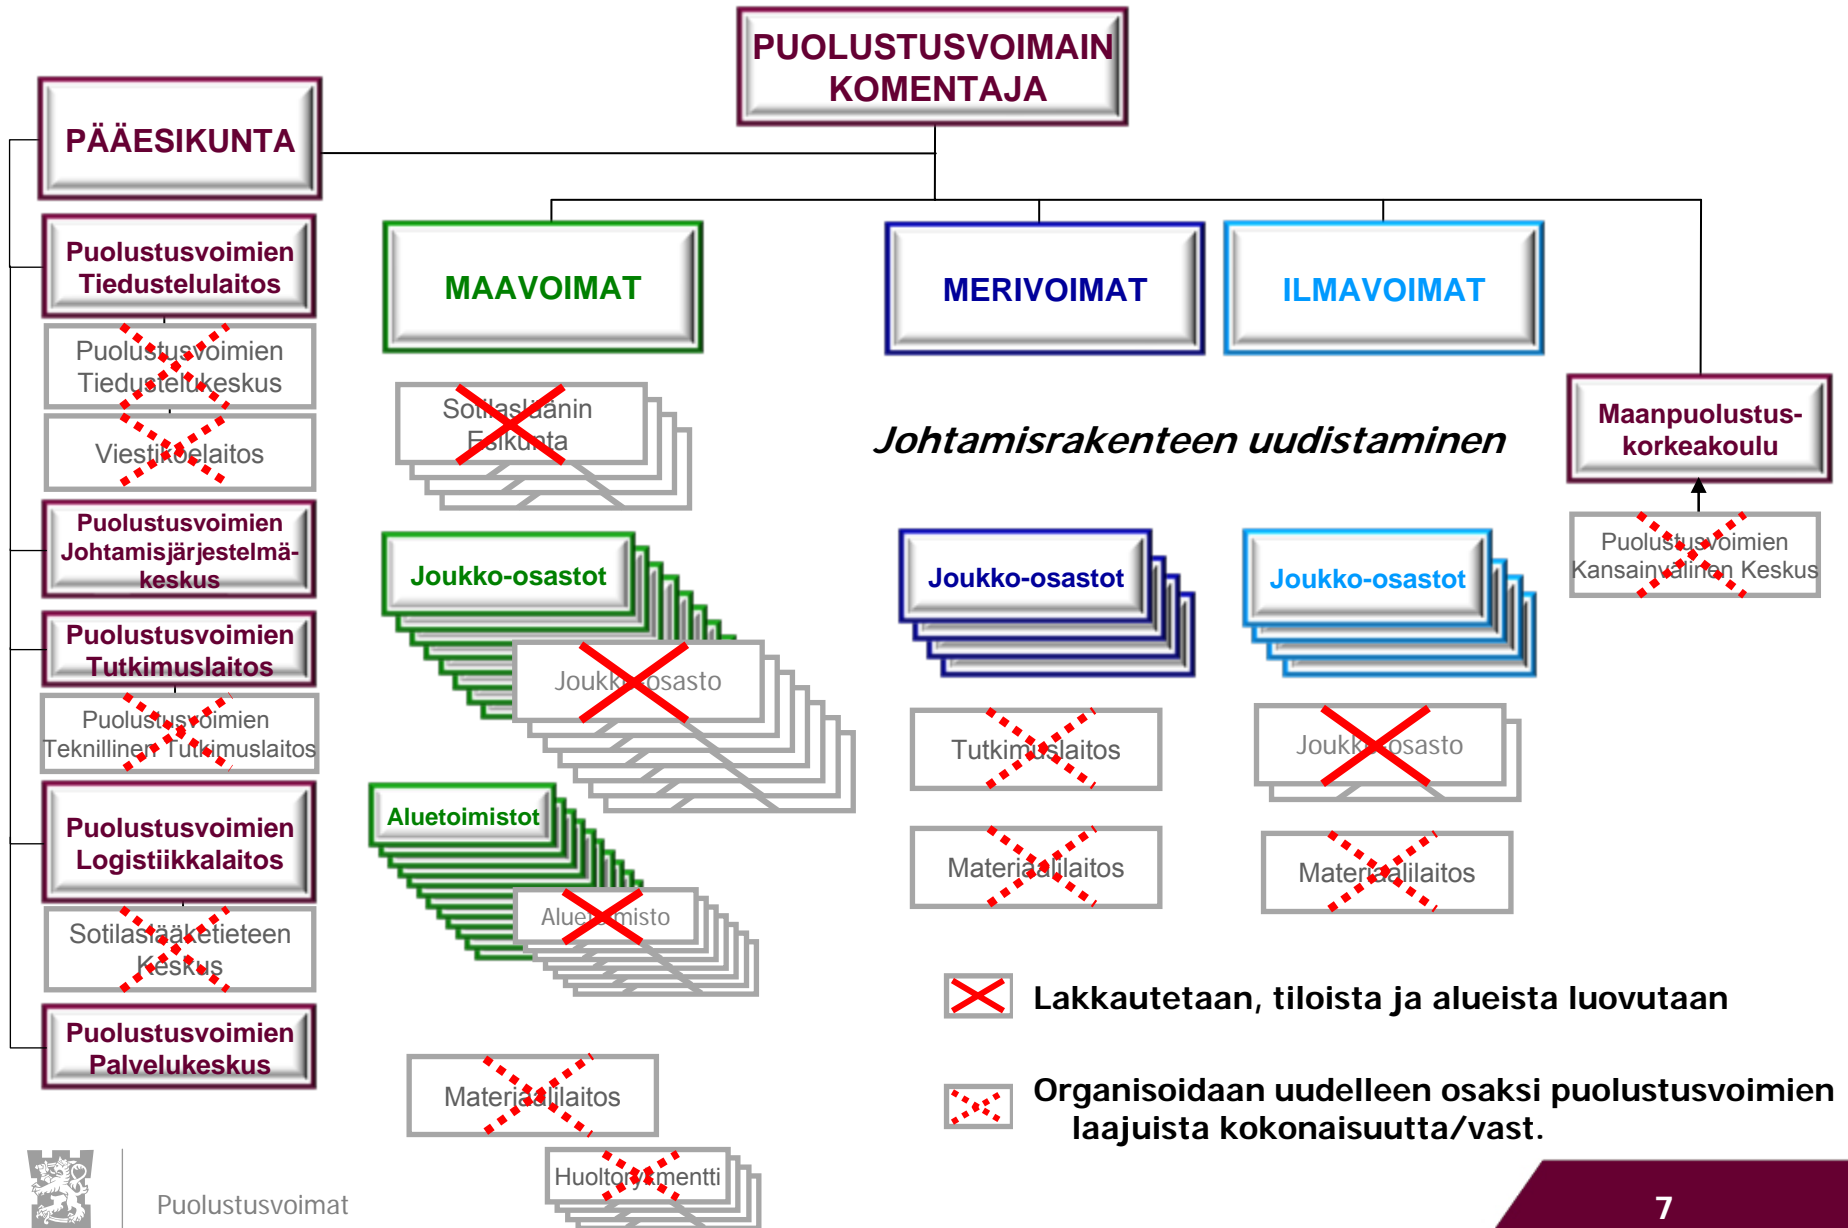 PUOLUSTUSVOIMAIN
KOMENTAJA
PÄÄESIKUNTA
Puolustusvoimien
Tiedustelulaitos
Puolustusvoimien
Tiedustelukeskus
Viestikoelaitos
Puolustusvoimien
Johtamisjärjestelmä-
keskus
Puolustusvoimien
Tutkimuslaitos
Puolustusvoimien
Teknillinen Tutkimuslaitos
Puolustusvoimien
Logistiikkalaitos
Sotilaslääketieteen
Keskus
Puolustusvoimien
Palvelukeskus
MAAVOIMAT
Sotilasläänin
Esikunta
Joukko-osastot
Joukko-osasto
Aluetoimistot
Aluetoimisto
Materiaalilaitos
Huoltorykmentti
MERIVOIMAT
ILMAVOIMAT
Johtamisrakenteen uudistaminen
Joukko-osastot
Tutkimuslaitos
Materiaalilaitos
Joukko-osastot
Joukko-osasto
Materiaalilaitos
Maanpuolustus-
korkeakoulu
Puolustusvoimien
Kansainvälinen Keskus
Lakkautetaan, tiloista ja alueista luovutaan
Organisoidaan uudelleen osaksi puolustusvoimien
laajuista kokonaisuutta/vast.
Puolustusvoimat
7